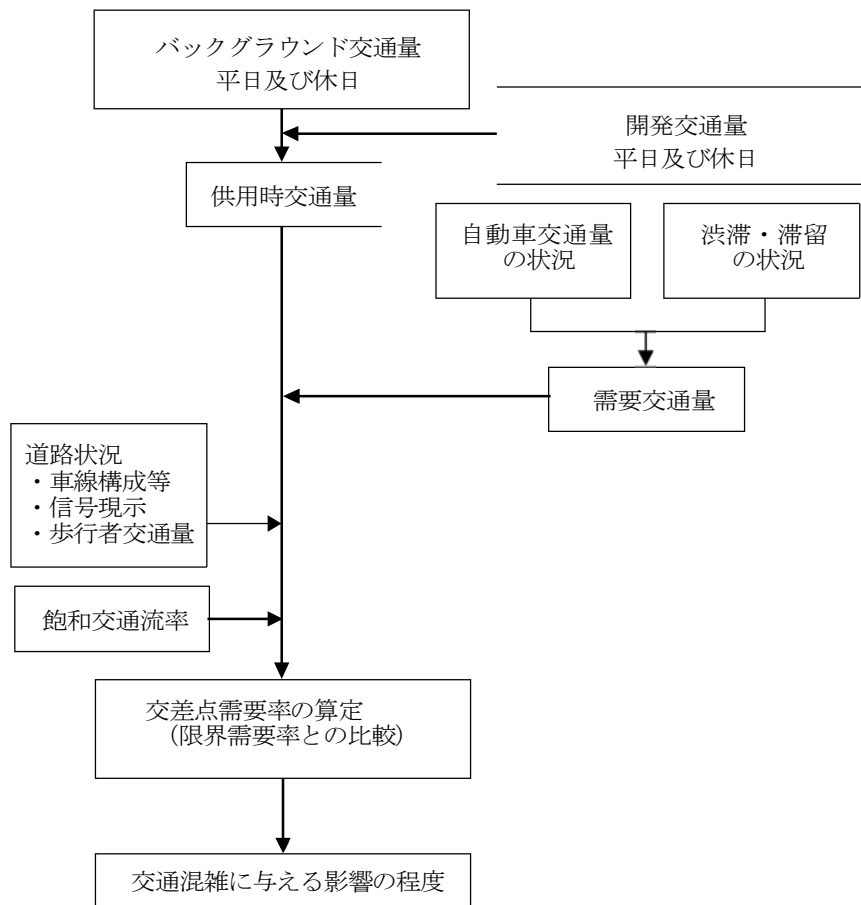 バックグラウンド交通量
平日及び休日
開発交通量
平日及び休日
供用時交通量
自動車交通量
の状況
渋滞・滞留
の状況
需要交通量
道路状況
・車線構成等
・信号現示
・歩行者交通量
飽和交通流率
交差点需要率の算定
（限界需要率との比較）
交通混雑に与える影響の程度